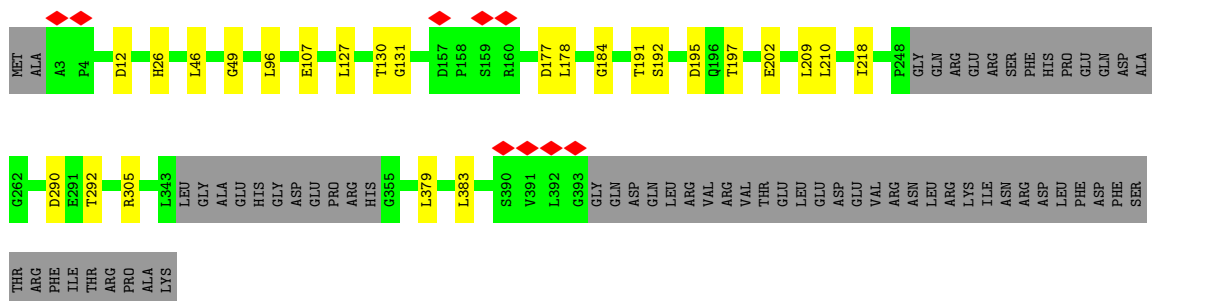 MET ALA A3 P4 D12 H26 L46 G49 L96 E107 L127 T130 G131 D157 P158 S159 R160 D177 L178 G184 T191 S192 D195 Q196 T197 E202 L209 L210 I218 P248 GLY GLN ARG GLU ARG SER PHE HIS PRO GLU GLN ASP ALA
G262 D290 E291 T292 R305 L343 LEU GLY ALA GLU HIS GLY ASP GLU PRO ARG HIS G355 L379 L383 S390 V391 L392 G393 GLY GLN ASP GLN LEU ARG VAL ARG VAL THR GLU LEU GLU ASP GLU VAL ARG ASN LEU ARG LYS ILE ASN ARG ASP LEU PHE ASP PHE SER
THR ARG PHE ILE THR ARG PRO ALA LYS